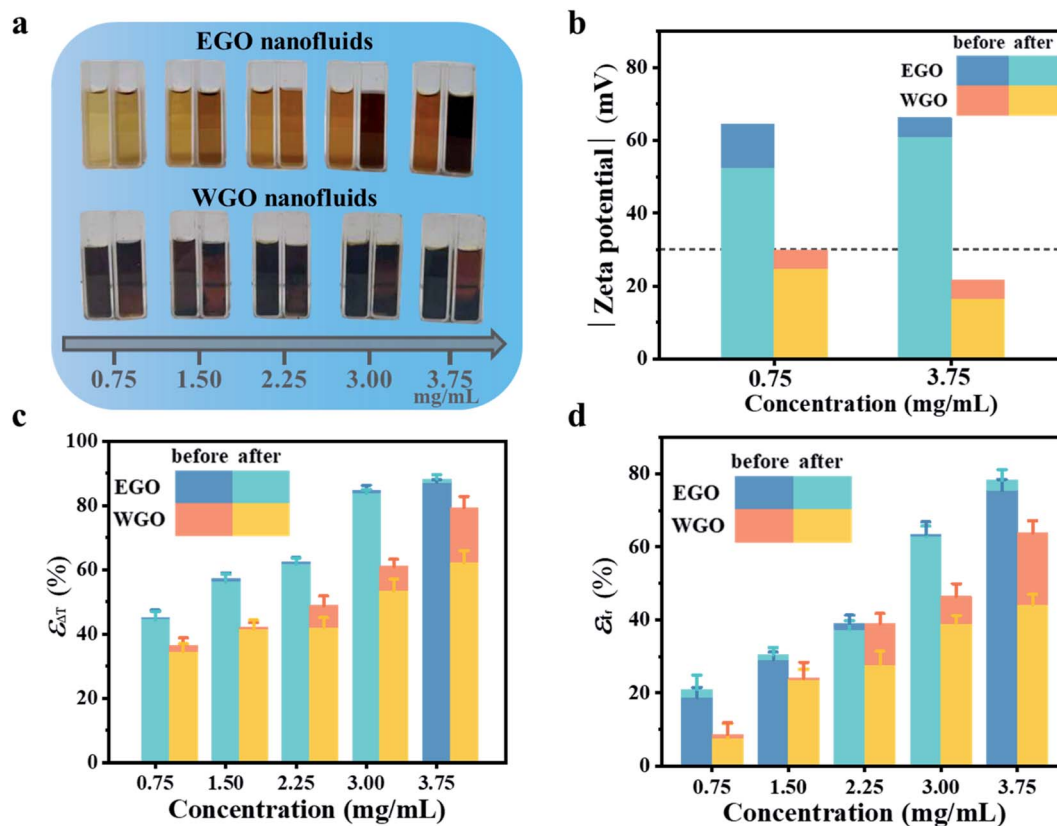 a
EGO nanofluids
WGO nanofluids
0.75
1.50
2.25
3.00
3.75
mg/mL
b
before after
EGO
WGO
| Zeta potential | (mV)
80
60
40
20
0
0.75
3.75
Concentration (mg/mL)
c
before after
EGO
WGO
εΔT (%)
100
80
60
40
20
0
0.75
1.50
2.25
3.00
3.75
Concentration (mg/mL)
d
before after
EGO
WGO
εIr (%)
80
60
40
20
0
0.75
1.50
2.25
3.00
3.75
Concentration (mg/mL)